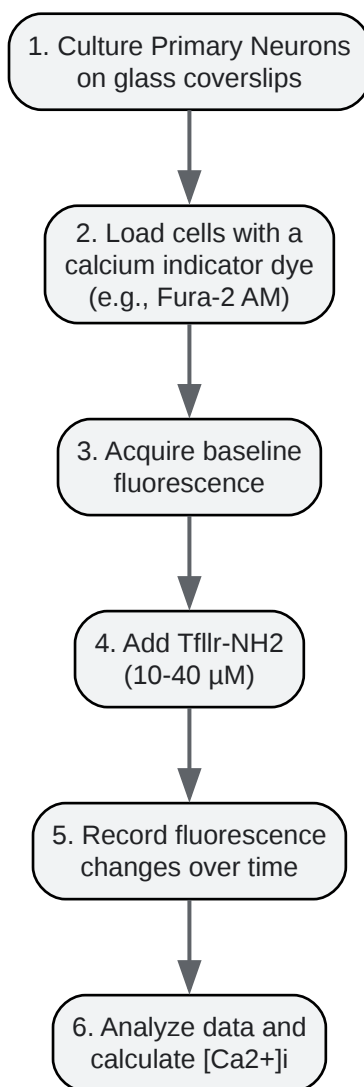 1. Culture Primary Neurons
on glass coverslips
2. Load cells with a
calcium indicator dye
(e.g., Fura-2 AM)
3. Acquire baseline
fluorescence
4. Add Tfllr-NH2
(10-40 µM)
5. Record fluorescence
changes over time
6. Analyze data and
calculate [Ca2+]i